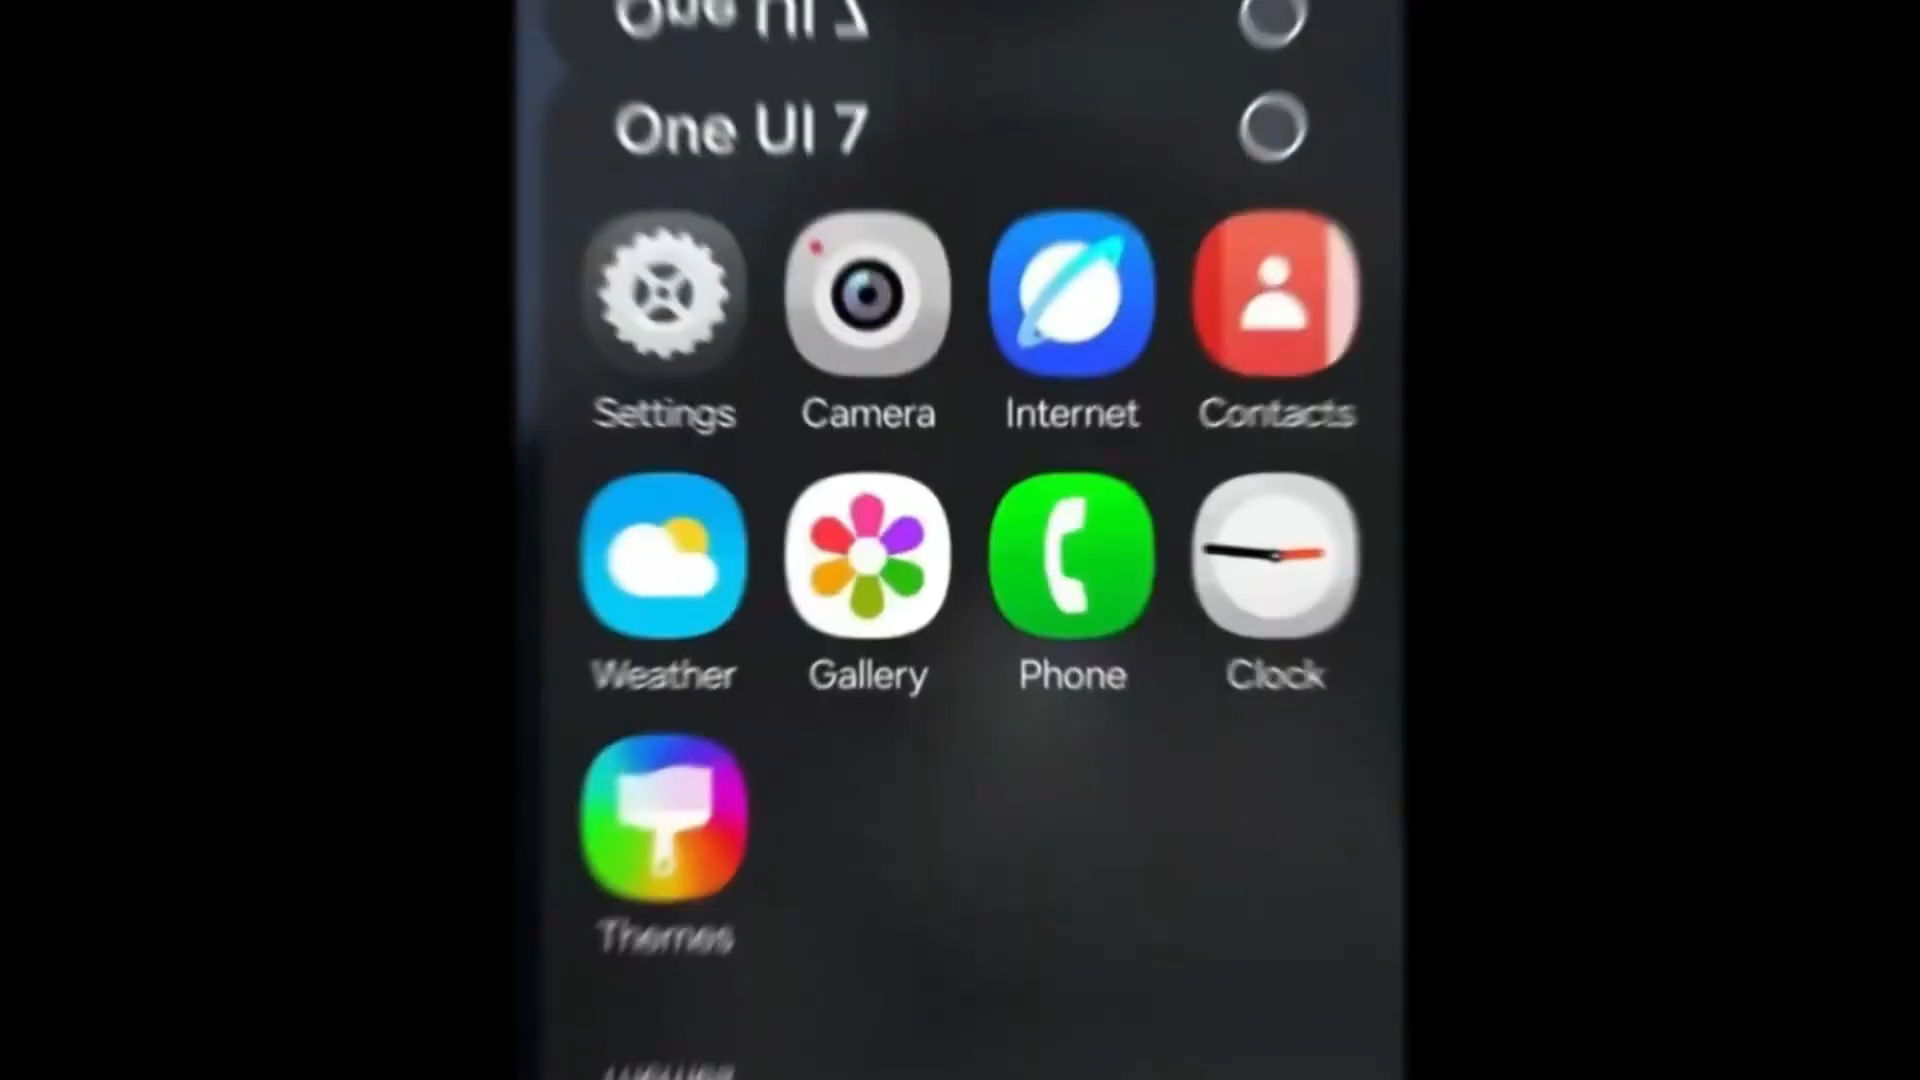 One UI 7
Settings Camera Internet Contacts
Weather Gallery Phone Clock
Themes